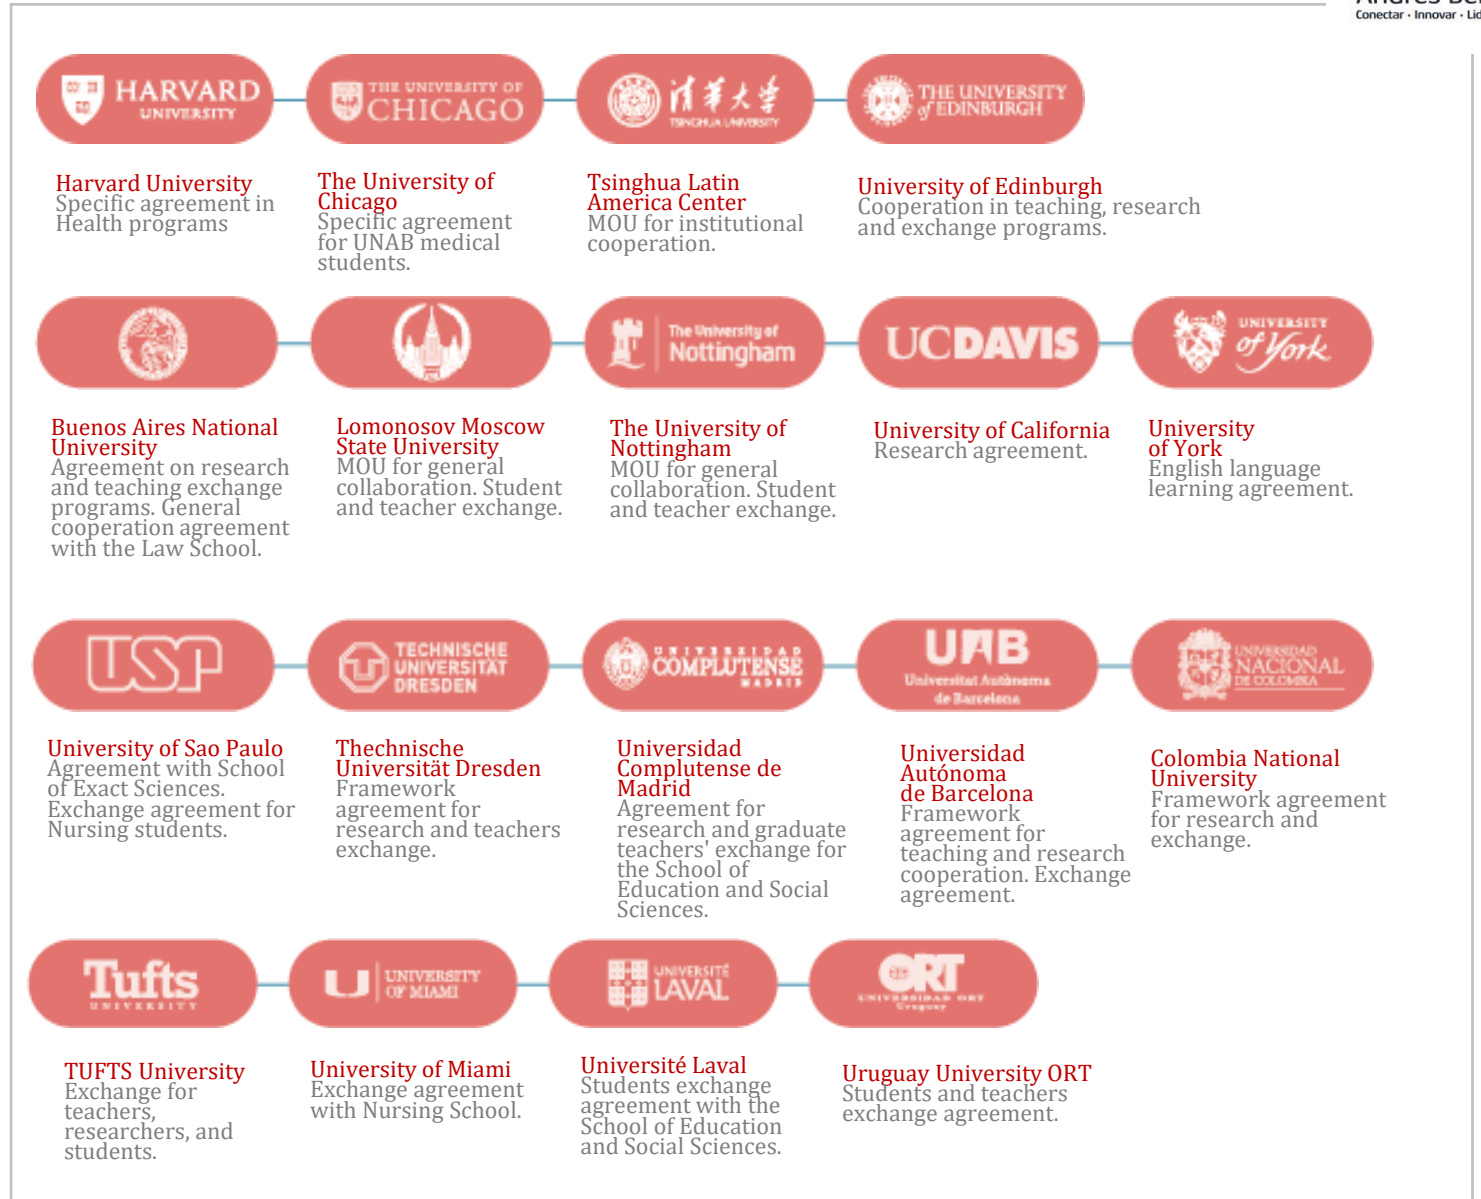 Conectar · Innovar ·
HARVARD
UNIVERSITY
THE UNIVERSITY OF
CHICAGO
清华大学
TSINGHUA UNIVERSITY
THE UNIVERSITY
of EDINBURGH
Harvard University
Specific agreement in
Health programs
The University of
Chicago
Specific agreement
for UNAB medical
students.
Tsinghua Latin
America Center
MOU for institutional
cooperation.
University of Edinburgh
Cooperation in teaching, research
and exchange programs.
The University of
Nottingham
UCDAVIS
UNIVERSITY
of York
Buenos Aires National
University
Agreement on research
and teaching exchange
programs. General
cooperation agreement
with the Law School.
Lomonosov Moscow
State University
MOU for general
collaboration. Student
and teacher exchange.
The University of
Nottingham
MOU for general
collaboration. Student
and teacher exchange.
University of California
Research agreement.
University
of York
English language
learning agreement.
USP
TECHNISCHE
UNIVERSITÄT
DRESDEN
UNIVERSIDAD
COMPLUTENSE
MADRID
UAB
Universitat Autònoma
de Barcelona
UNIVERSIDAD
NACIONAL
DE COLOMBIA
University of Sao Paulo
Agreement with School
of Exact Sciences.
Exchange agreement for
Nursing students.
Thechnische
Universität Dresden
Framework
agreement for
research and teachers
exchange.
Universidad
Complutense de
Madrid
Agreement for
research and graduate
teachers' exchange for
the School of
Education and Social
Sciences.
Universidad
Autónoma
de Barcelona
Framework
agreement for
teaching and research
cooperation. Exchange
agreement.
Colombia National
University
Framework agreement
for research and
exchange.
Tufts
UNIVERSITY
U UNIVERSITY
OF MIAMI
UNIVERSITÉ
LAVAL
ORT
UNIVERSIDAD ORT
Uruguay
TUFTS University
Exchange for
teachers,
researchers, and
students.
University of Miami
Exchange agreement
with Nursing School.
Université Laval
Students exchange
agreement with the
School of Education
and Social Sciences.
Uruguay University ORT
Students and teachers
exchange agreement.